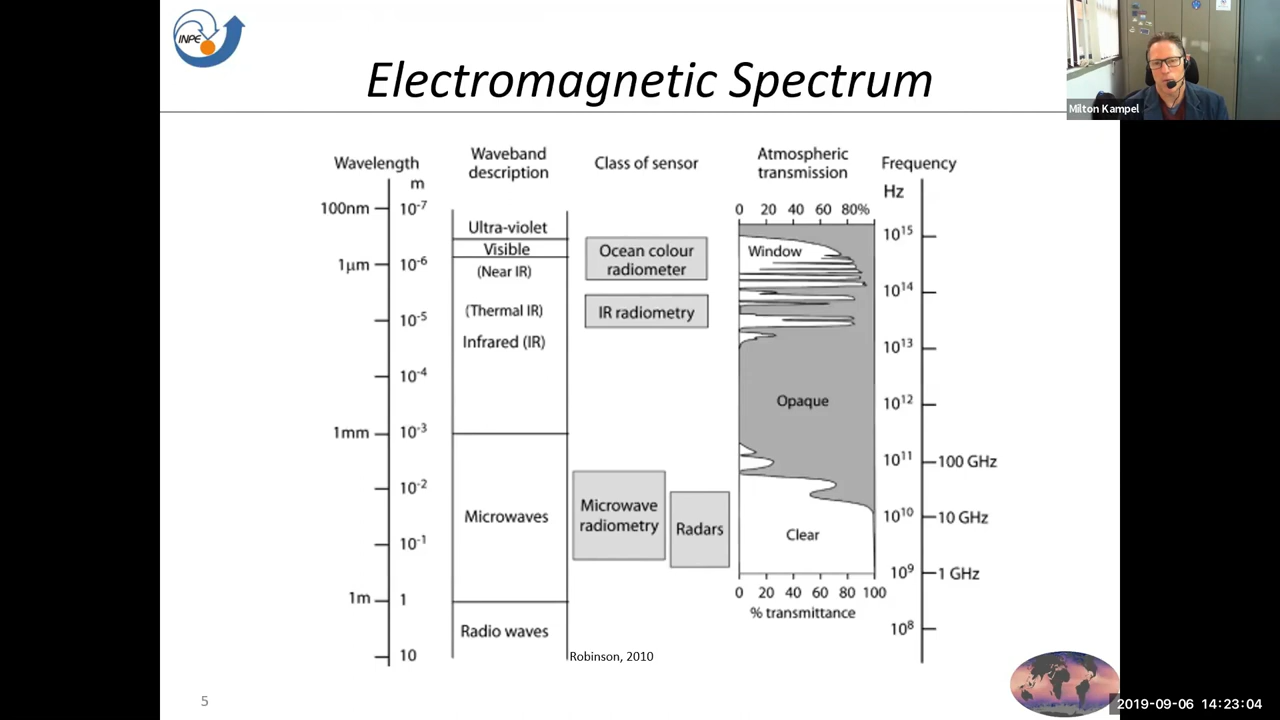 INPE
Electromagnetic Spectrum
Milton Kampel
Wavelength
m
100nm
10-7
1μm
10-6
10-5
10-4
1mm
10-3
10-2
10-1
1m
1
10
Waveband
description
Ultra-violet
Visible
(Near IR)
(Thermal IR)
Infrared (IR)
Microwaves
Radio waves
Class of sensor
Ocean colour
radiometer
IR radiometry
Microwave
radiometry
Radars
Atmospheric
transmission
0 20 40 60 80%
Window
Opaque
Clear
0 20 40 60 80 100
% transmittance
Frequency
Hz
1015
1014
1013
1012
1011 100 GHz
1010 10 GHz
109 1 GHz
108
Robinson, 2010
5
2019-09-06 14:23:04